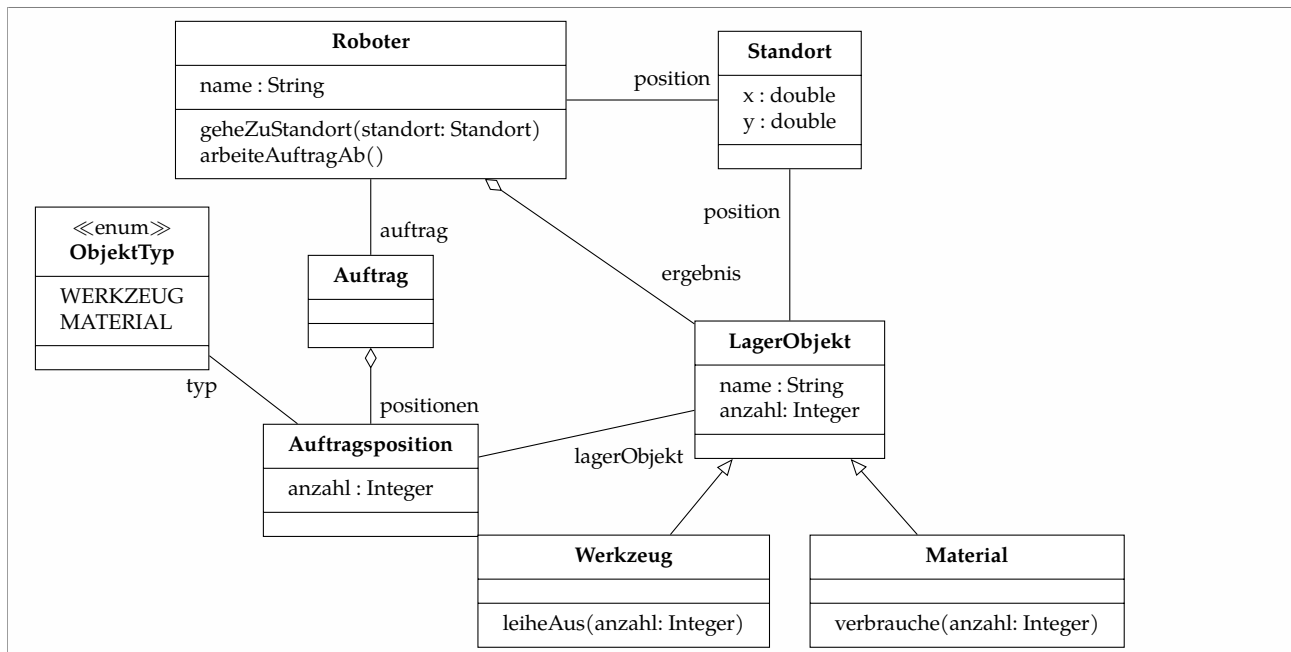 Roboter
name : String
geheZuStandort(standort: Standort)
arbeiteAuftragAb()
position
Standort
x : double
y : double
≪enum≫
ObjektTyp
WERKZEUG
MATERIAL
auftrag
position
Auftrag
ergebnis
typ
positionen
LagerObjekt
name : String
anzahl: Integer
Auftragsposition
anzahl : Integer
lagerObjekt
Werkzeug
leiheAus(anzahl: Integer)
Material
verbrauche(anzahl: Integer)